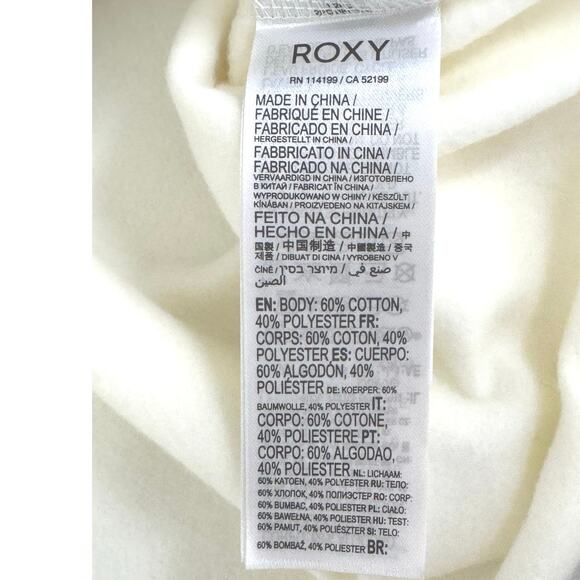 ROXY
RN 114199 / CA 52199
MADE IN CHINA /
FABRIQUÉ EN CHINE /
FABRICADO EN CHINA /
HERGESTELLT IN CHINA /
FABBRICATO IN CINA /
FABRICADO NA CHINA /
VERVAARDIGD IN CHINA / ИЗГОТОВЛЕНО
В КИТАЙ / FABRICAT ÎN CHINA /
WYPRODUKOWANO W CHINY / KÉSZÜLT
KÍNÁBAN / PROIZVEDENO NA KITAJSKEM /
FEITO NA CHINA /
HECHO EN CHINA / 中
国製 / 中国制造 / 中國製造 / 중국
제품 / DIBUAT DI CINA / VYROBENO V
ČÍNĚ / מיוצר בסין / صنع في
الصين
EN: BODY: 60% COTTON,
40% POLYESTER FR:
CORPS: 60% COTON, 40%
POLYESTER ES: CUERPO:
60% ALGODÓN, 40%
POLIÉSTER DE: KOERPER: 60%
BAUMWOLLE, 40% POLYESTER IT:
CORPO: 60% COTONE,
40% POLIESTERE PT:
CORPO: 60% ALGODAO,
40% POLIESTER NL: LICHAAM:
60% KATOEN, 40% POLYESTER RU: ТЕЛО:
60% ХЛОПОК, 40% ПОЛИЭСТЕР RO: CORP:
60% BUMBAC, 40% POLIESTER PL: CIAŁO:
60% BAWEŁNA, 40% POLIESTER HU: TEST:
60% PAMUT, 40% POLIÉSZTER SI: TELO:
60% BOMBAŽ, 40% POLIESTER BR: